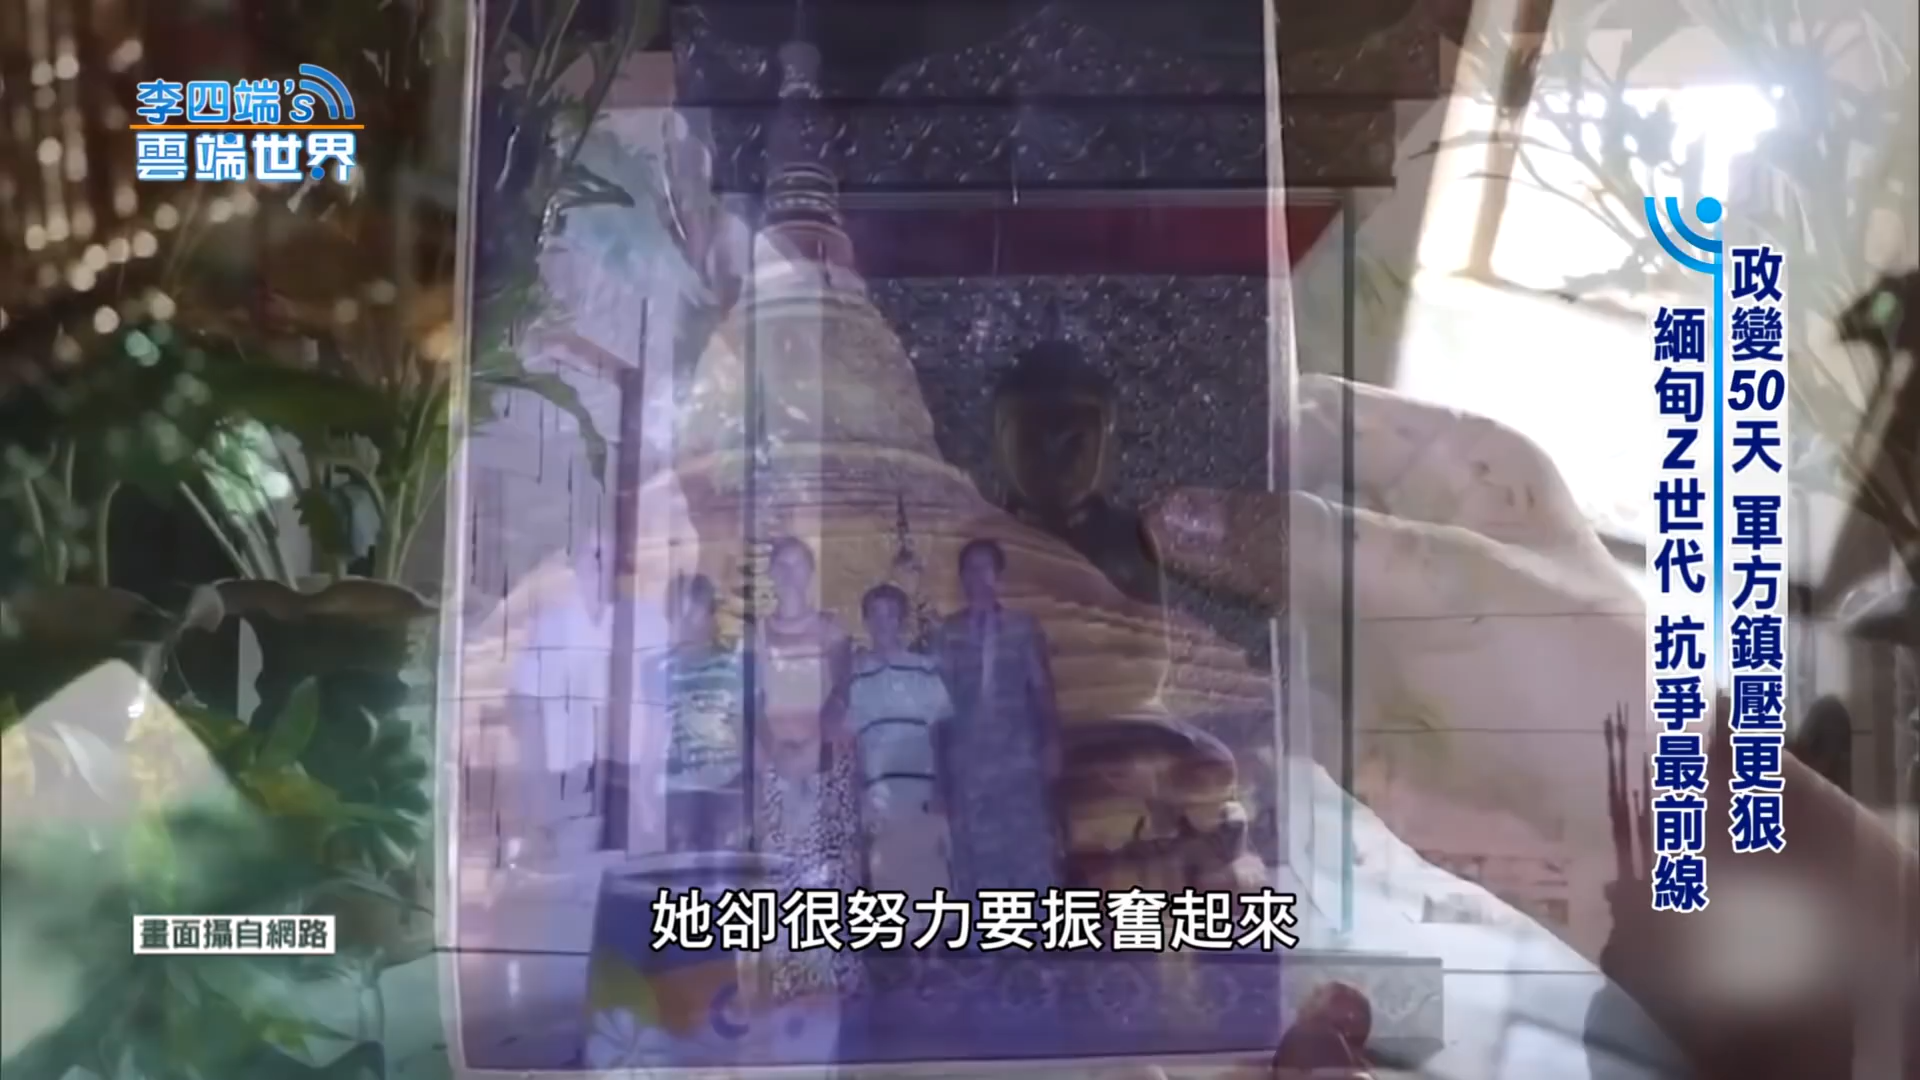 李四端's
雲端世界
政變50天 軍方鎮壓更狠
緬甸Z世代 抗爭最前線
她卻很努力要振奮起來
畫面攝自網路